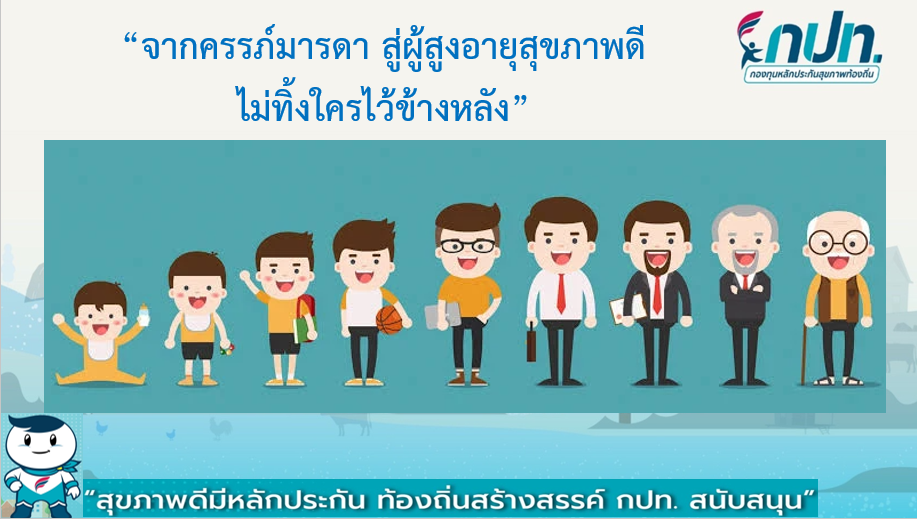 “จากครรภ์มารดา สู่ผู้สูงอายุสุขภาพดี
ไม่ทิ้งใครไว้ข้างหลัง”
กปท.
กองทุนหลักประกันสุขภาพท้องถิ่น
“สุขภาพดีมีหลักประกัน ท้องถิ่นสร้างสรรค์ กปท. สนับสนุน”